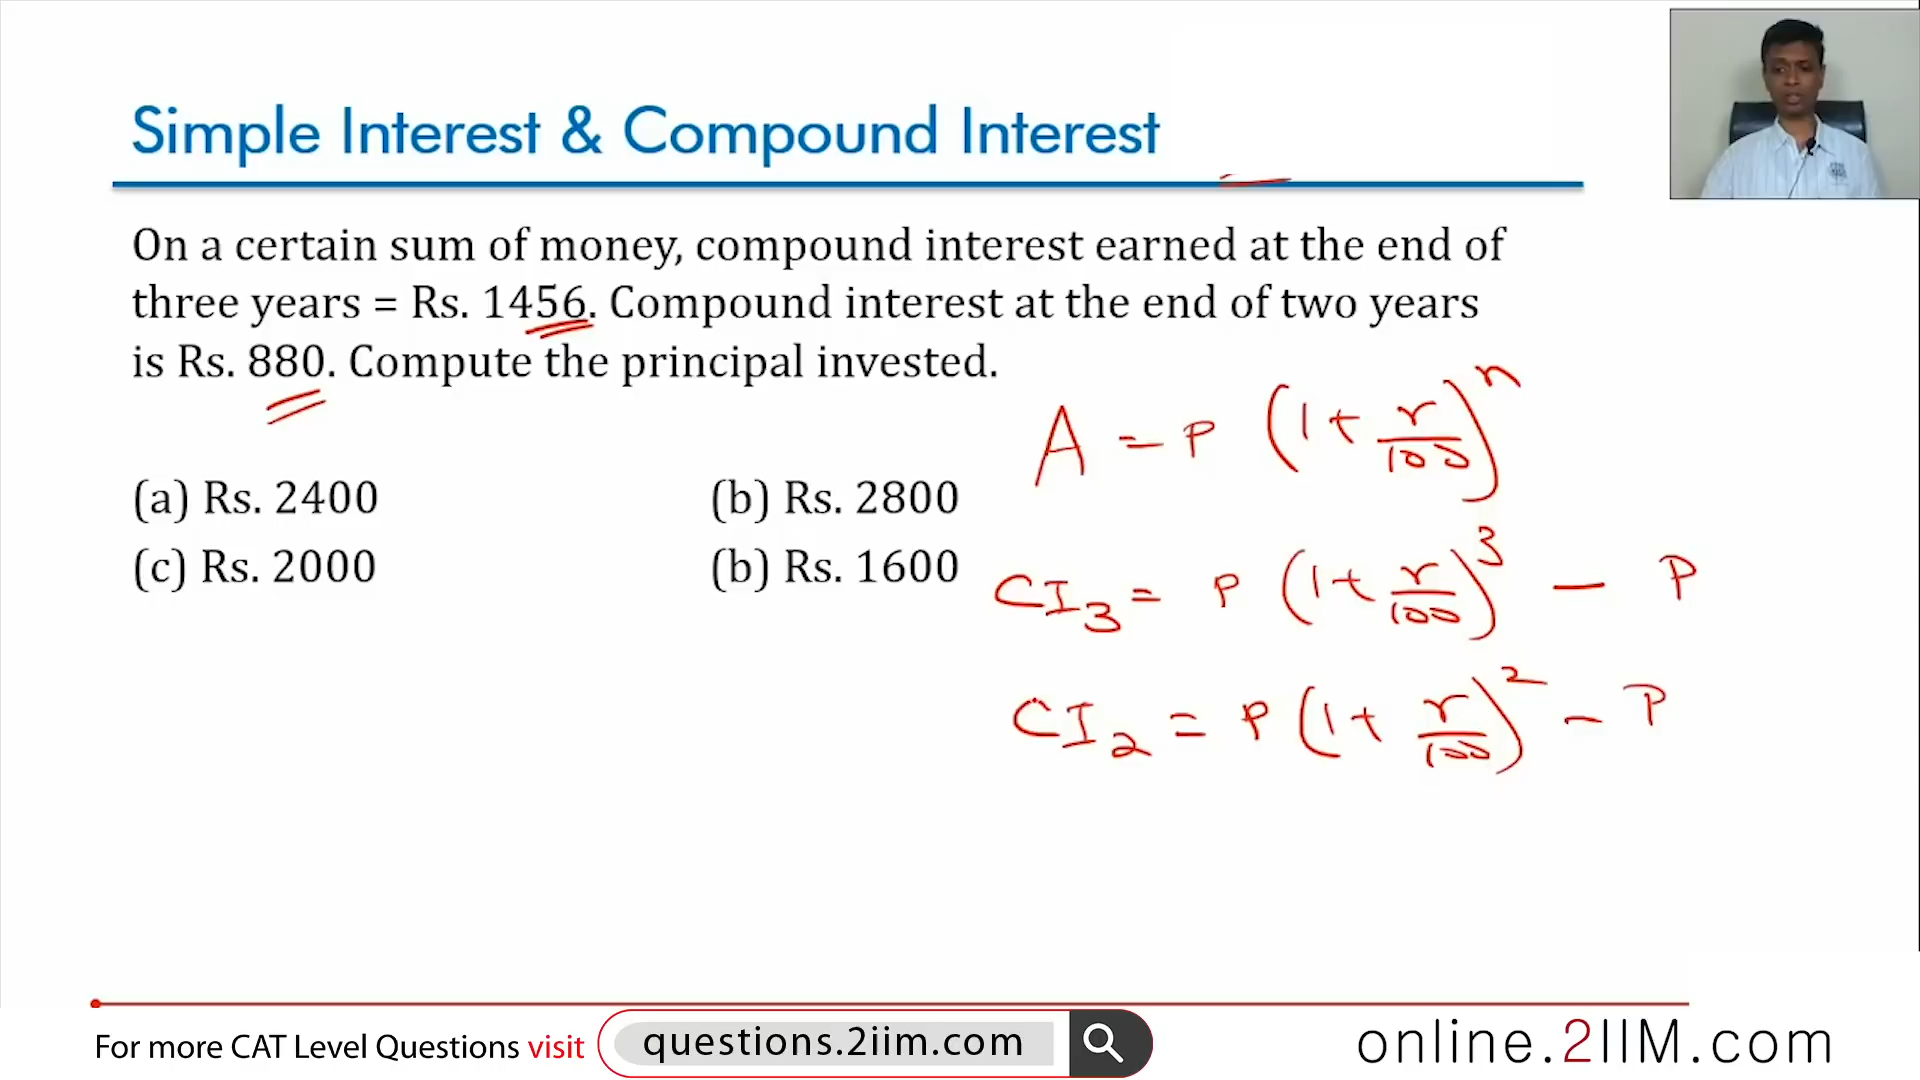 Simple Interest & Compound Interest
On a certain sum of money, compound interest earned at the end of
three years = Rs. 1456. Compound interest at the end of two years
is Rs. 880. Compute the principal invested.
(a) Rs. 2400 (b) Rs. 2800
(c) Rs. 2000 (b) Rs. 1600
A = P (1 + r/100)^n
CI₃ = P (1 + r/100)^3 - P
CI₂ = P (1 + r/100)^2 - P
For more CAT Level Questions visit questions.2iim.com online.2IIM.com